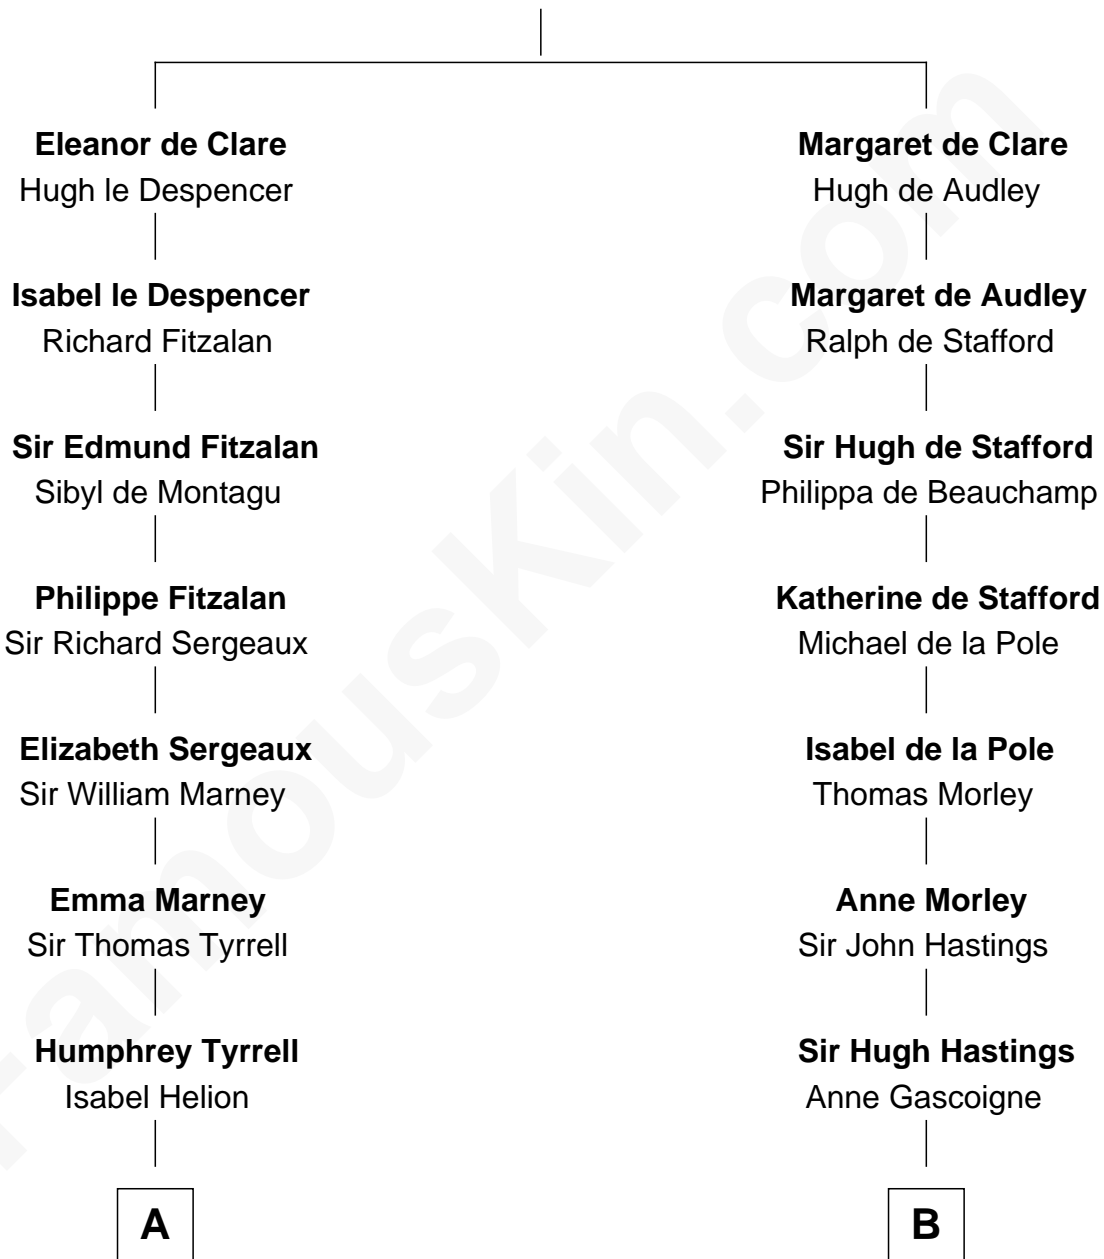 Eleanor de Clare
Hugh le Despencer
Isabel le Despencer
Richard Fitzalan
Sir Edmund Fitzalan
Sibyl de Montagu
Philippe Fitzalan
Sir Richard Sergeaux
Elizabeth Sergeaux
Sir William Marney
Emma Marney
Sir Thomas Tyrrell
Humphrey Tyrrell
Isabel Helion
A
Margaret de Clare
Hugh de Audley
Margaret de Audley
Ralph de Stafford
Sir Hugh de Stafford
Philippa de Beauchamp
Katherine de Stafford
Michael de la Pole
Isabel de la Pole
Thomas Morley
Anne Morley
Sir John Hastings
Sir Hugh Hastings
Anne Gascoigne
B
FamousKin.com